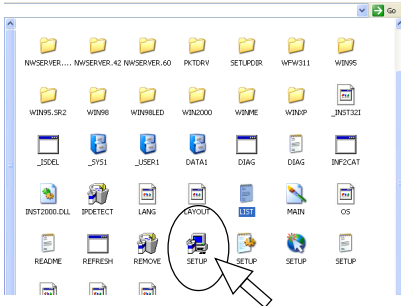 Go
NWSERVER.... NWSERVER.42 NWSERVER.60 PKTDRV SETUPDIR WFW311 WIN95
WIN95.SR2 WIN98 WIN98LED WIN2000 WINME WINXP _INST32I
_ISDEL _SYS1 _USER1 DATA1 DIAG DIAG INF2CAT
INST2000.DLL IPDETECT LANG LAYOUT LIST MAIN OS
README REFRESH REMOVE SETUP SETUP SETUP SETUP